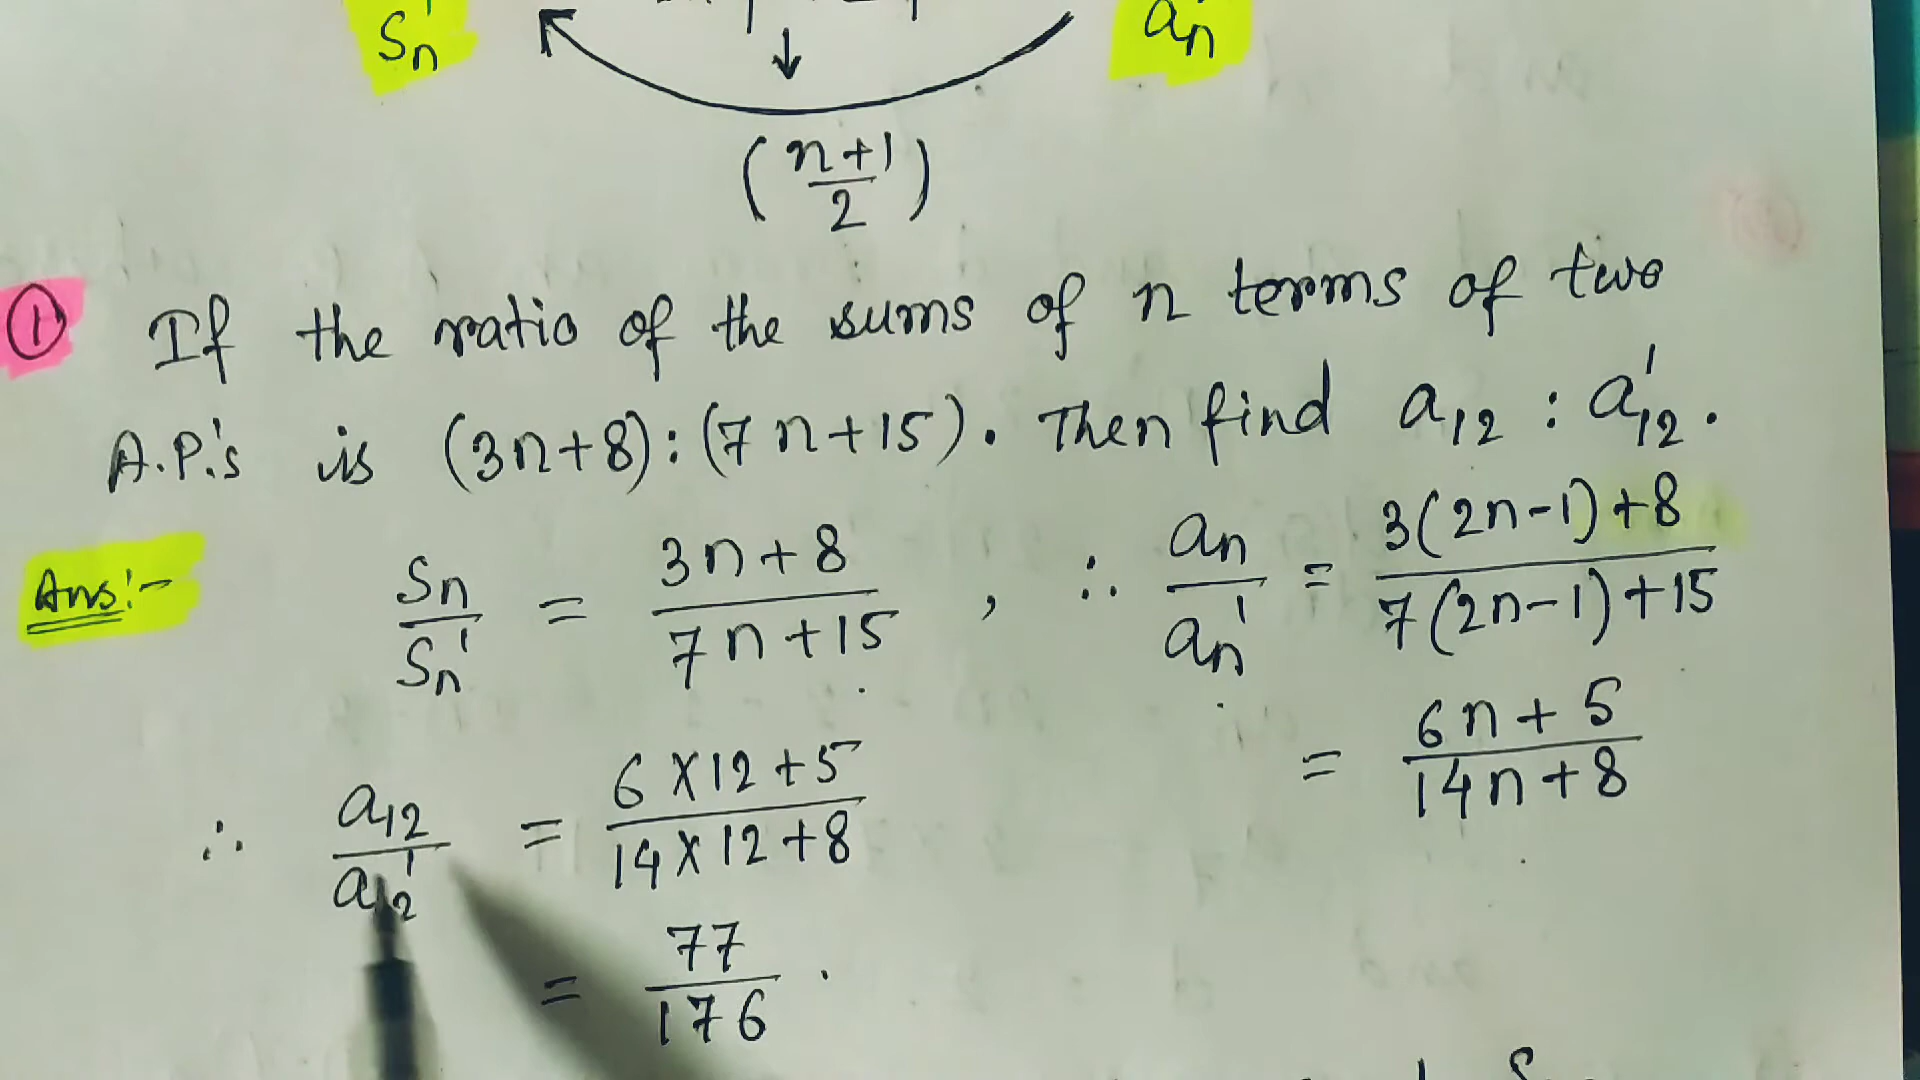 Sn' an'
(n+1/2)
① If the ratio of the sums of n terms of two
A.P.'s is (3n+8):(7n+15). Then find a₁₂ : a'₁₂.
Ans:- Sn/Sn' = (3n+8)/(7n+15) , ∴ an/an' = (3(2n-1)+8)/(7(2n-1)+15)
= (6n+5)/(14n+8)
∴ a₁₂/a₁₂' = (6×12+5)/(14×12+8)
= 77/176 .